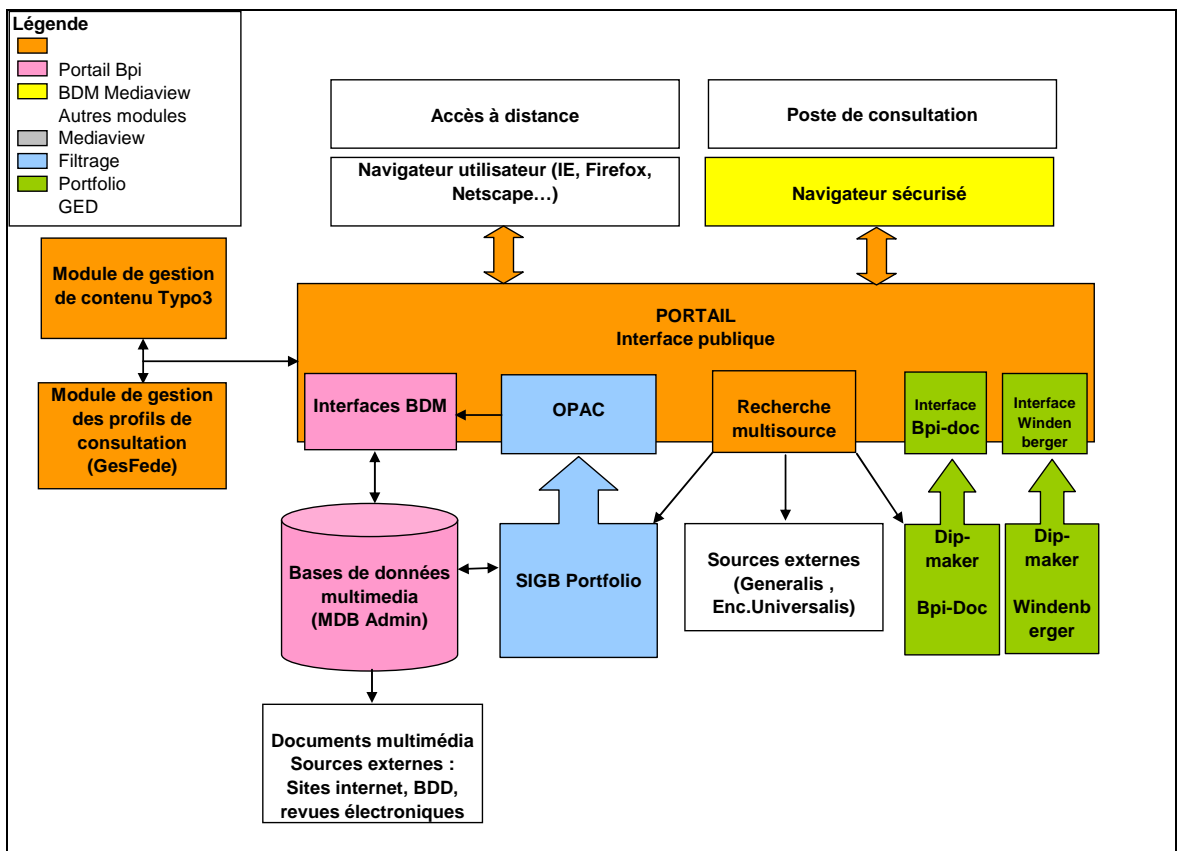 Légende
Portail Bpi
BDM Mediaview
Autres modules
Mediaview
Filtrage
Portfolio
GED
Accès à distance
Poste de consultation
Navigateur utilisateur (IE, Firefox,
Netscape…)
Navigateur sécurisé
Module de gestion
de contenu Typo3
PORTAIL
Interface publique
Module de gestion
des profils de
consultation
(GesFede)
Interfaces BDM
OPAC
Recherche
multisource
Interface
Bpi-doc
Interface
Winden
berger
Bases de données
multimedia
(MDB Admin)
SIGB Portfolio
Sources externes
(Generalis ,
Enc.Universalis)
Dip-
maker
Bpi-Doc
Dip-
maker
Windenb
erger
Documents multimédia
Sources externes :
Sites internet, BDD,
revues électroniques